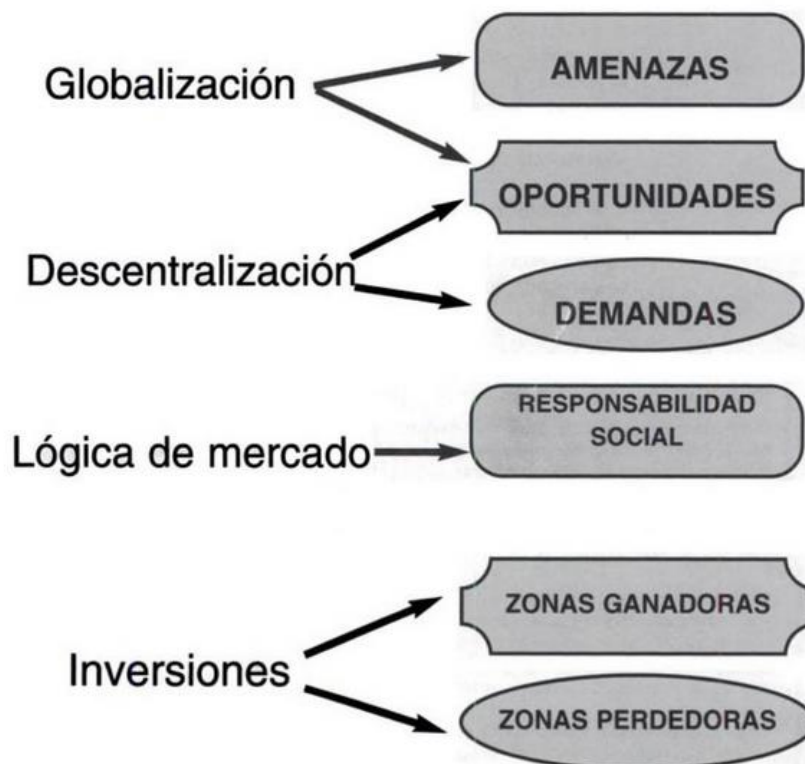 Globalización
AMENAZAS
OPORTUNIDADES
Descentralización
DEMANDAS
Lógica de mercado
RESPONSABILIDAD
SOCIAL
Inversiones
ZONAS GANADORAS
ZONAS PERDEDORAS